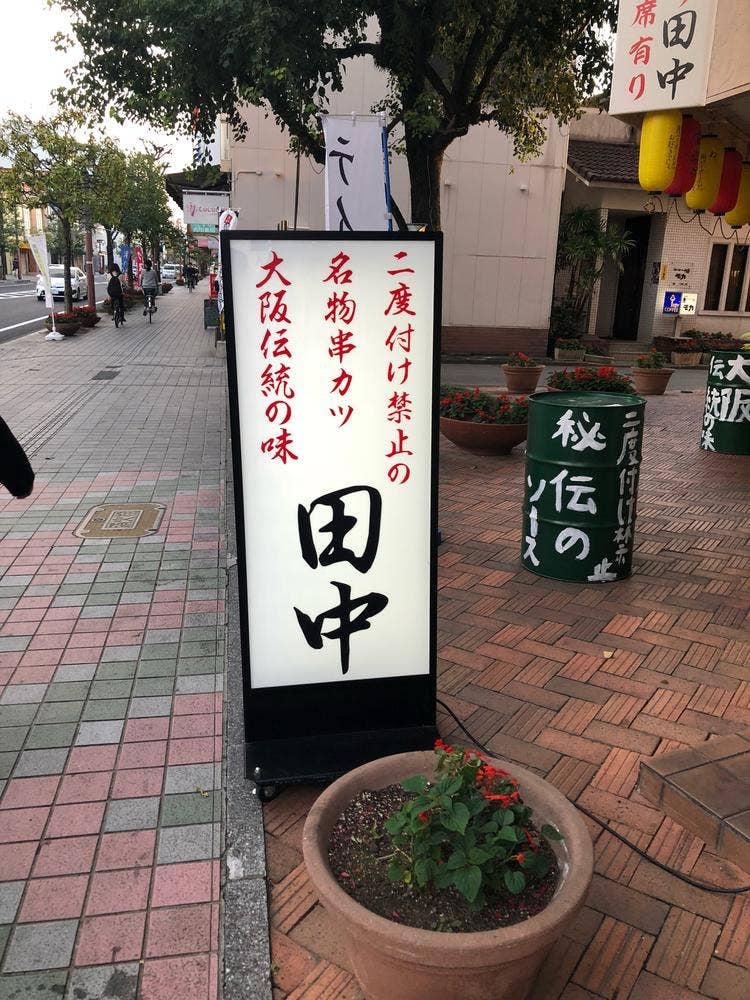 二度付け禁止の
名物串カツ
大阪伝統の味
田中
二度付け禁止
秘伝の
ソース
大阪
伝統の味
田中
席有り
テん